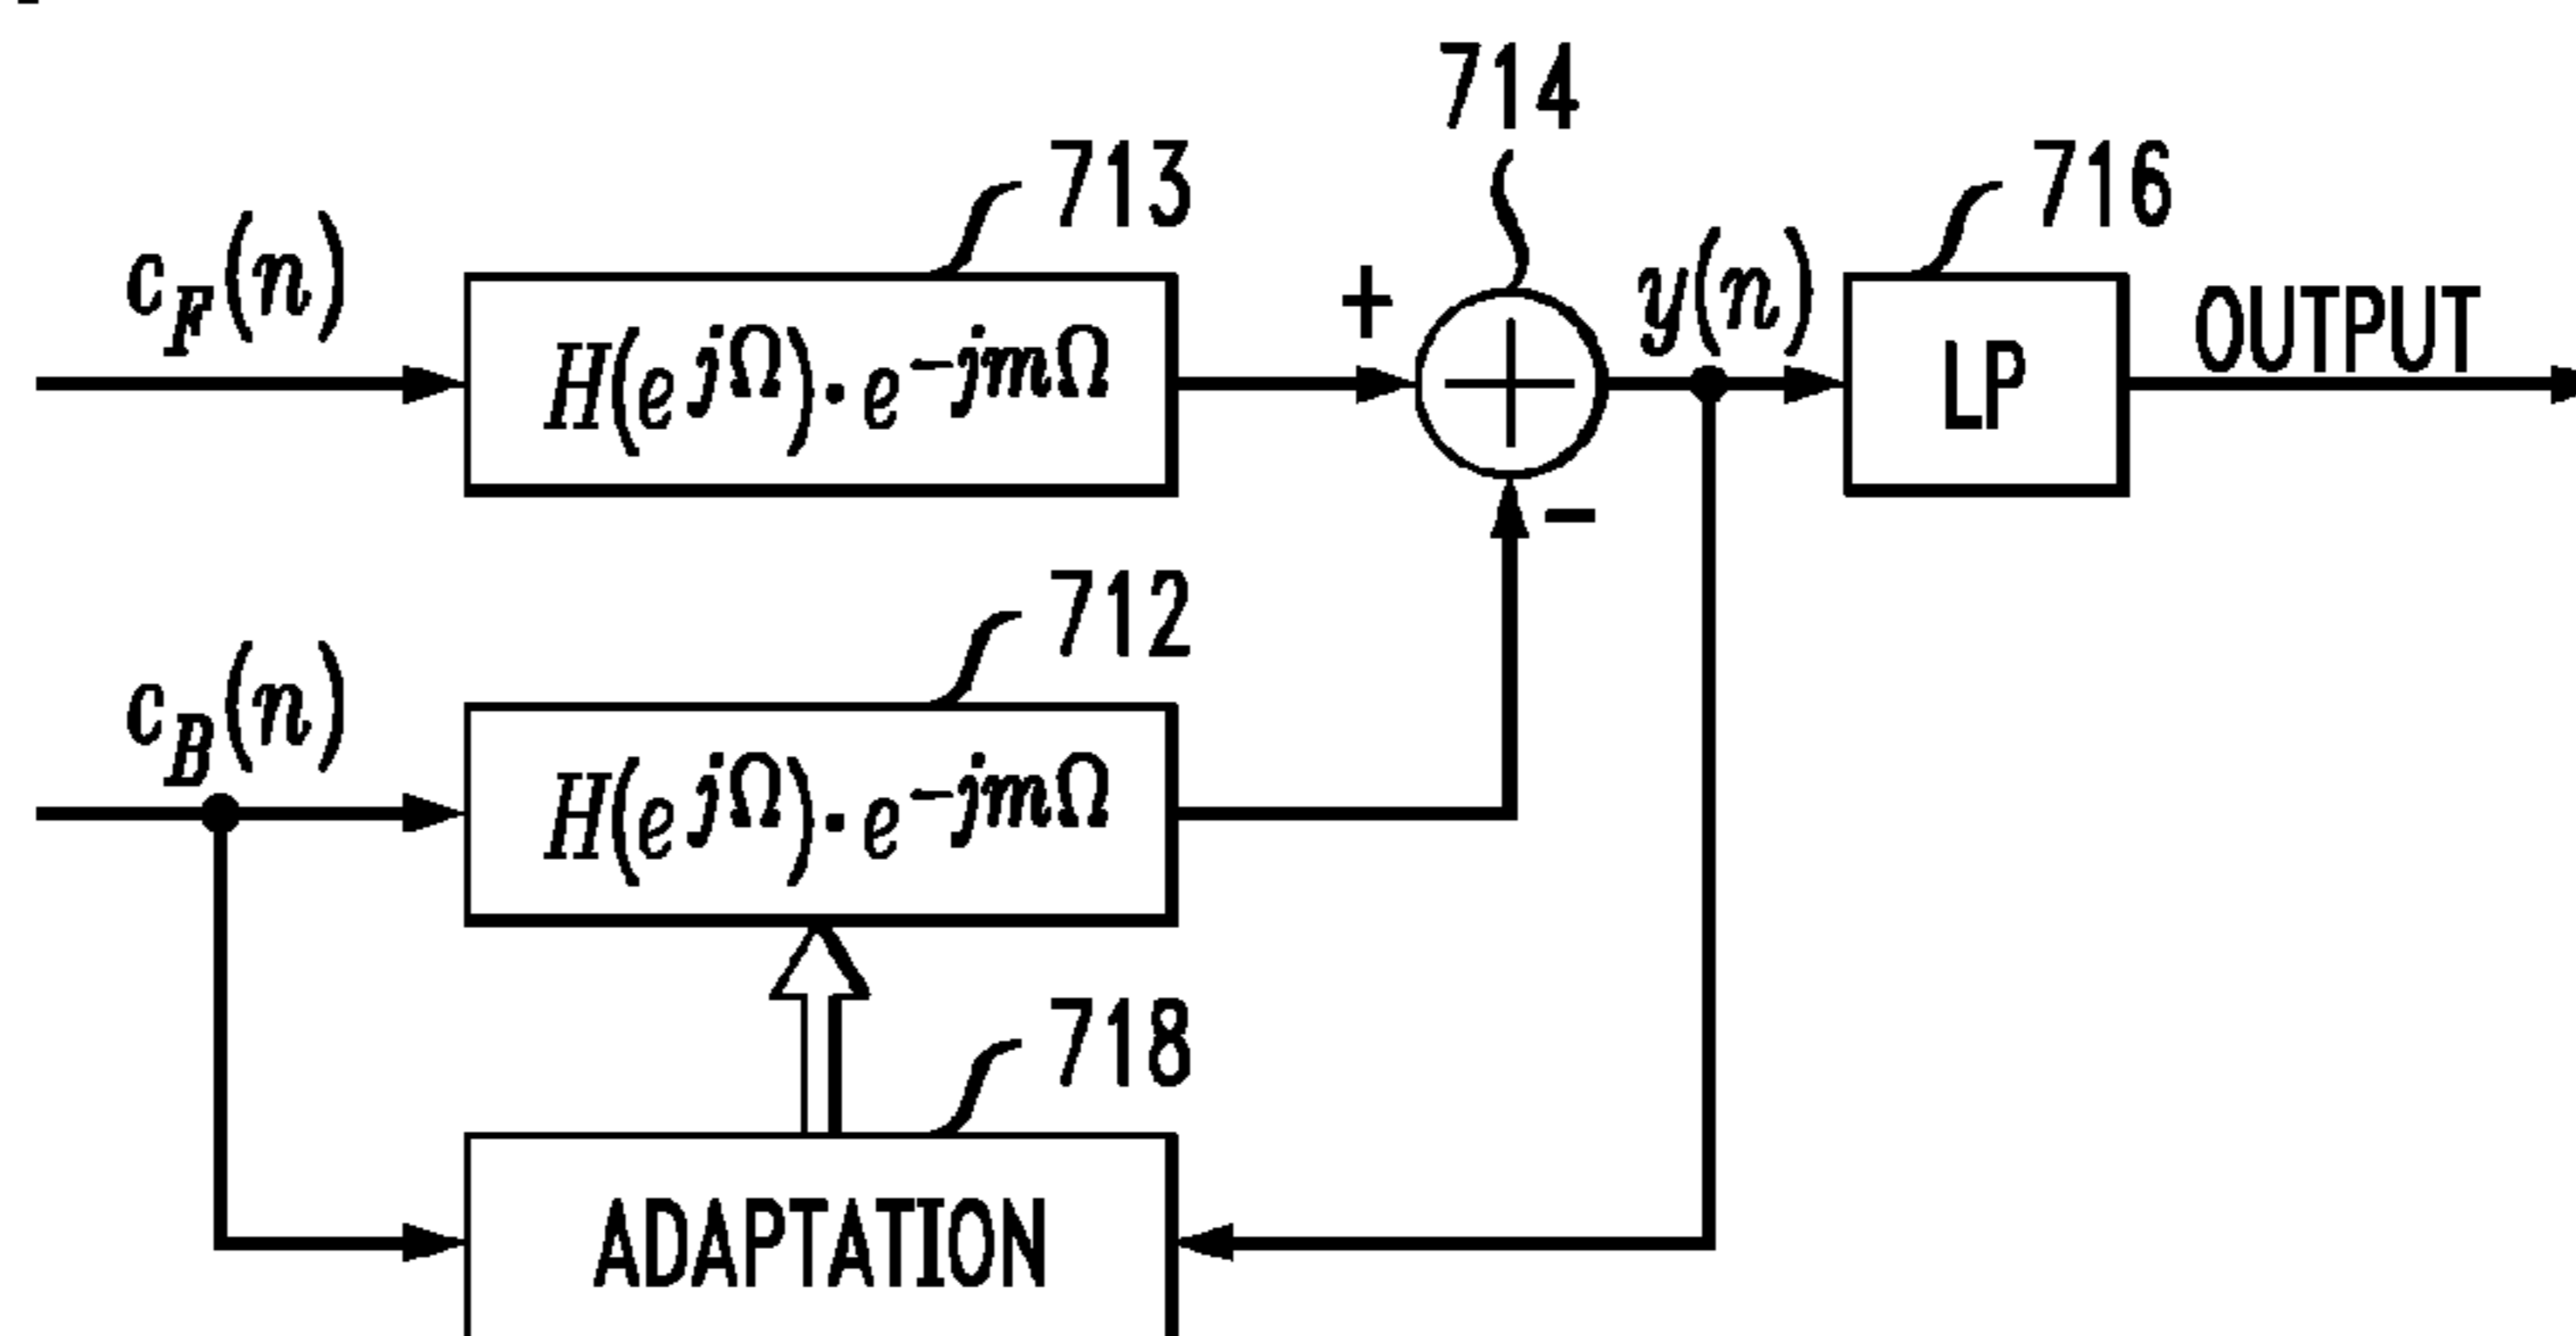 714
713
716
c_F(n)
H(e^{jΩ})·e^{-jmΩ}
+
y(n)
LP
OUTPUT
−
712
c_B(n)
H(e^{jΩ})·e^{-jmΩ}
718
ADAPTATION